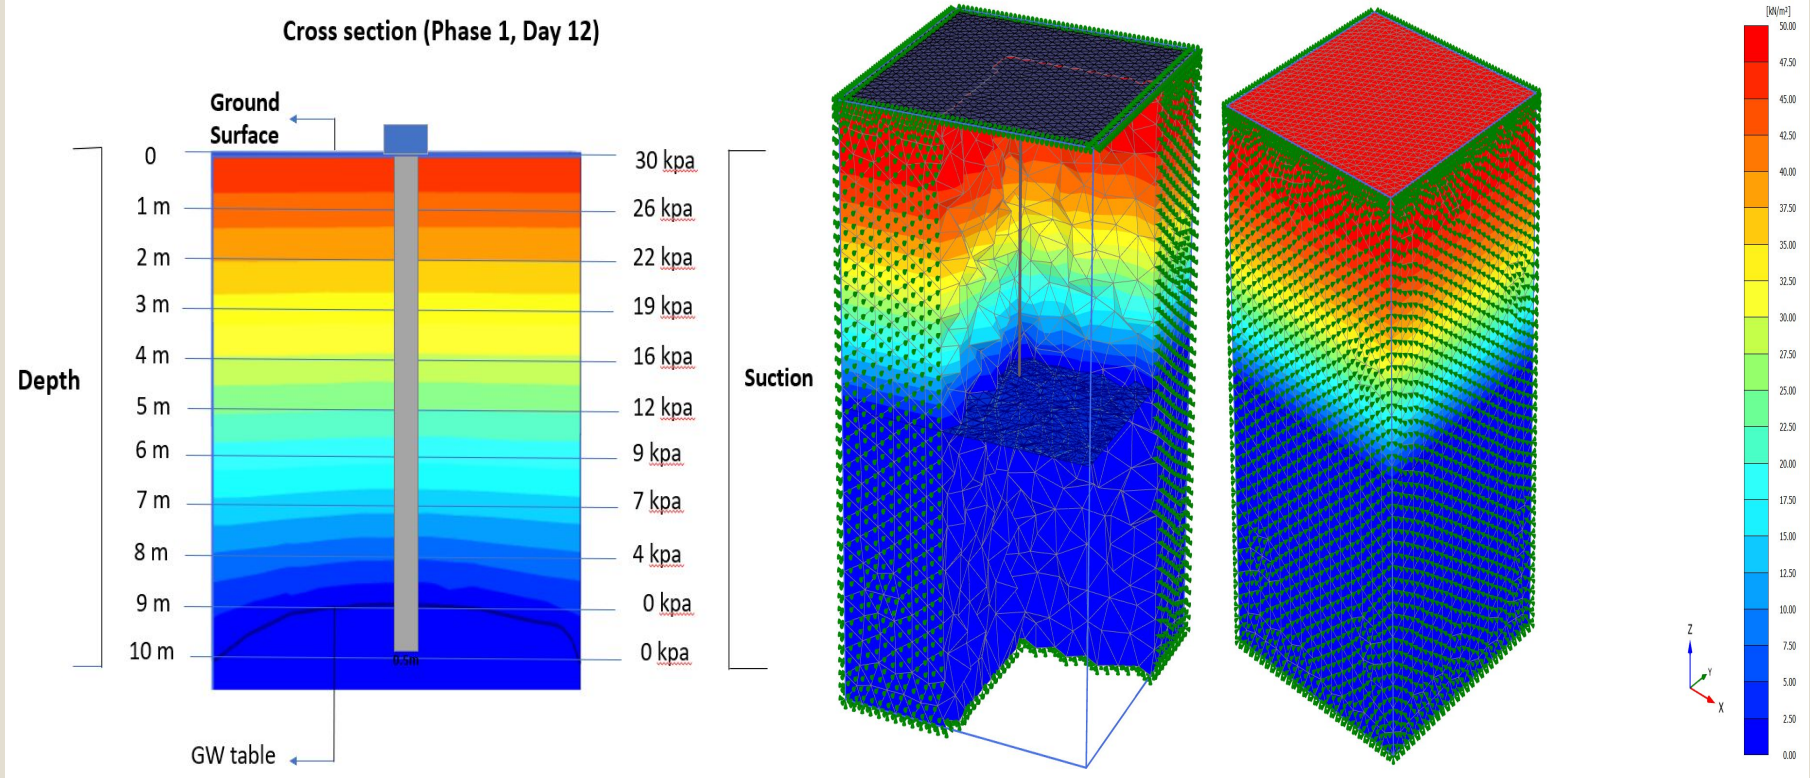 Cross section (Phase 1, Day 12)
Ground
Surface
0
1 m
2 m
3 m
4 m
5 m
6 m
7 m
8 m
9 m
10 m
Depth
30 kpa
26 kpa
22 kpa
19 kpa
16 kpa
12 kpa
9 kpa
7 kpa
4 kpa
0 kpa
0 kpa
Suction
0.5m
GW table
[kN/m²]
50.00
47.50
45.00
42.50
40.00
37.50
35.00
32.50
30.00
27.50
25.00
22.50
20.00
17.50
15.00
12.50
10.00
7.50
5.00
2.50
0.00
Z
Y
X